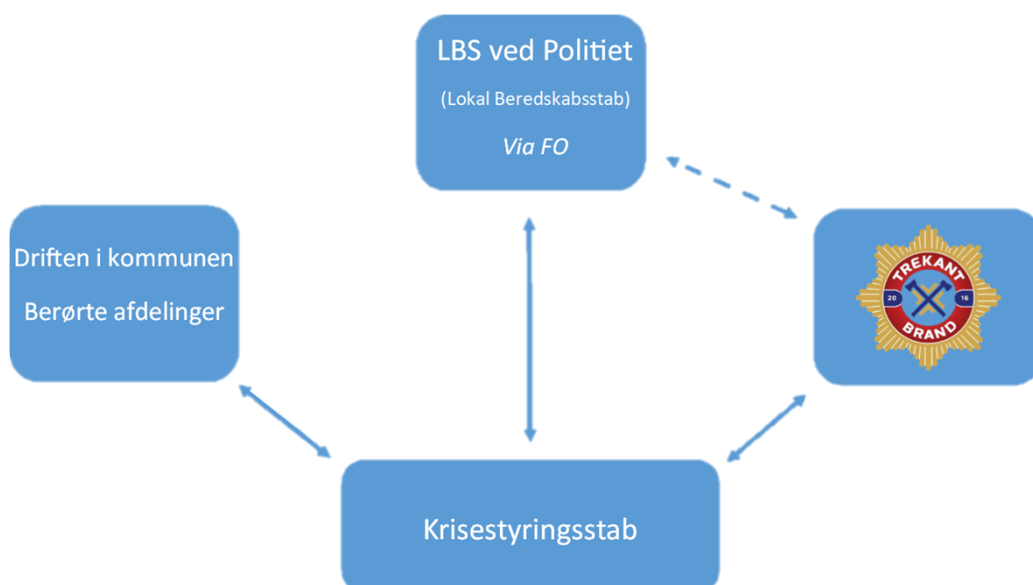 LBS ved Politiet
(Lokal Beredskabsstab)
Via FO
Driften i kommunen
Berørte afdelinger
TREKANT
20 16
BRAND
Krisestyringsstab